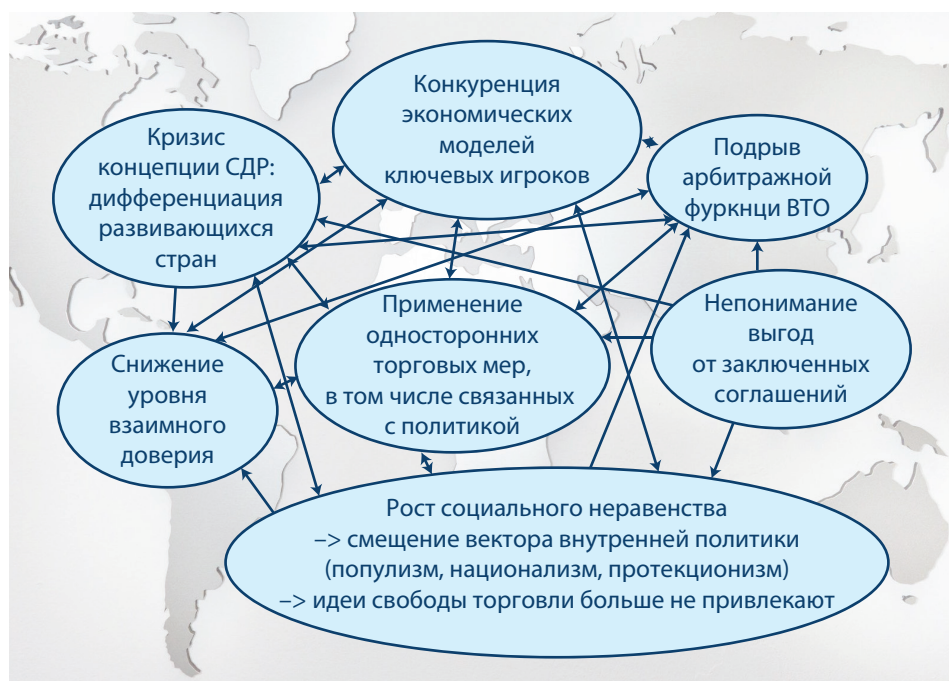 Конкуренция
экономических
моделей
ключевых игроков
Кризис
концепции СДР:
дифференциация
развивающихся
стран
Подрыв
арбитражной
фуркнци ВТО
Применение
односторонних
торговых мер,
в том числе связанных
с политикой
Непонимание
выгод
от заключенных
соглашений
Снижение
уровня
взаимного
доверия
Рост социального неравенства
–> смещение вектора внутренней политики
(популизм, национализм, протекционизм)
–> идеи свободы торговли больше не привлекают